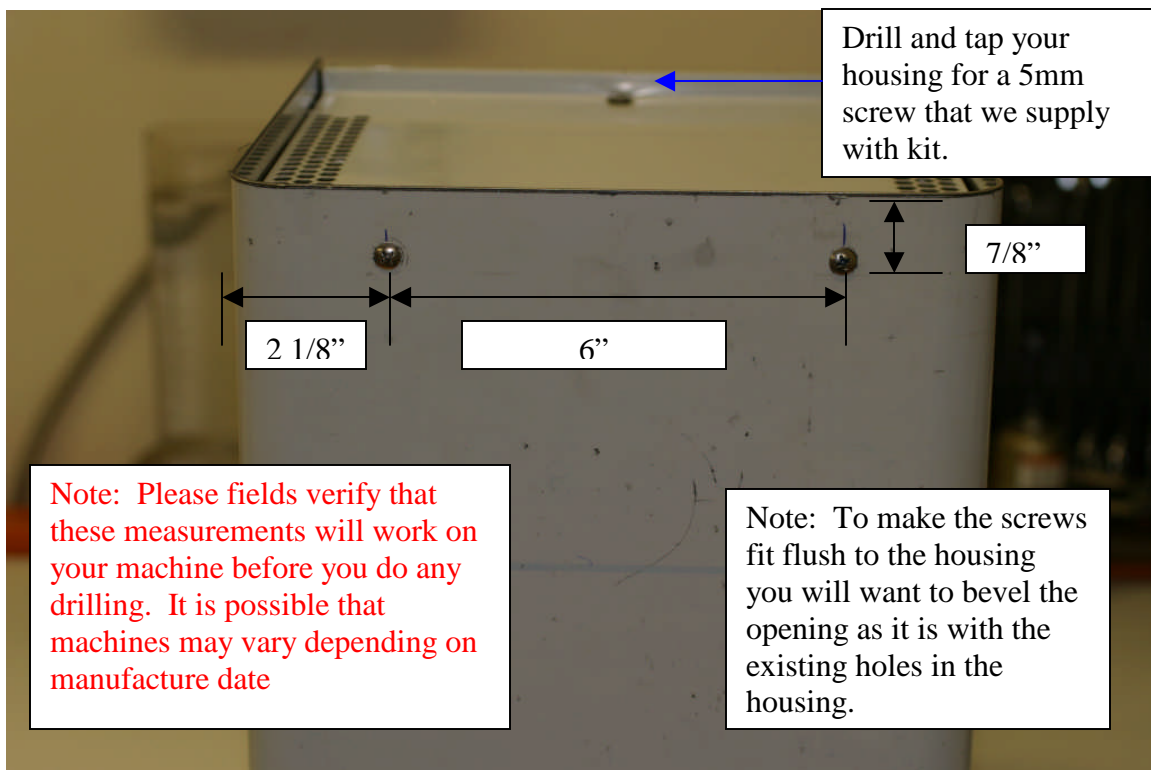 Drill and tap your
housing for a 5mm
screw that we supply
with kit.
7/8”
2 1/8”
6”
Note:  Please fields verify that
these measurements will work on
your machine before you do any
drilling.  It is possible that
machines may vary depending on
manufacture date
Note:  To make the screws
fit flush to the housing
you will want to bevel the
opening as it is with the
existing holes in the
housing.